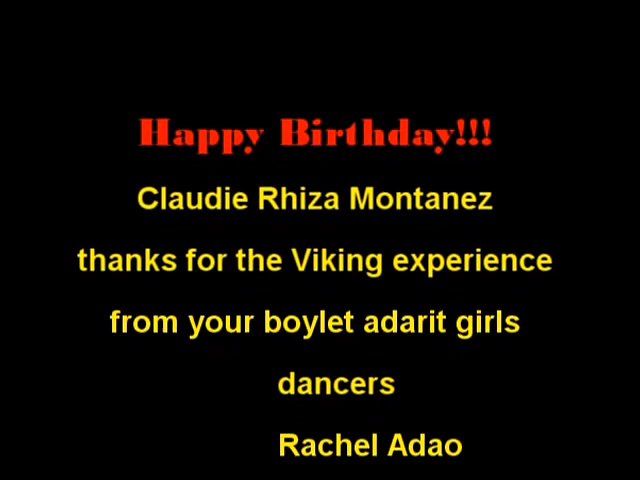 Happy Birthday!!!
Claudie Rhiza Montanez
thanks for the Viking experience
from your boylet adarit girls
dancers
Rachel Adao